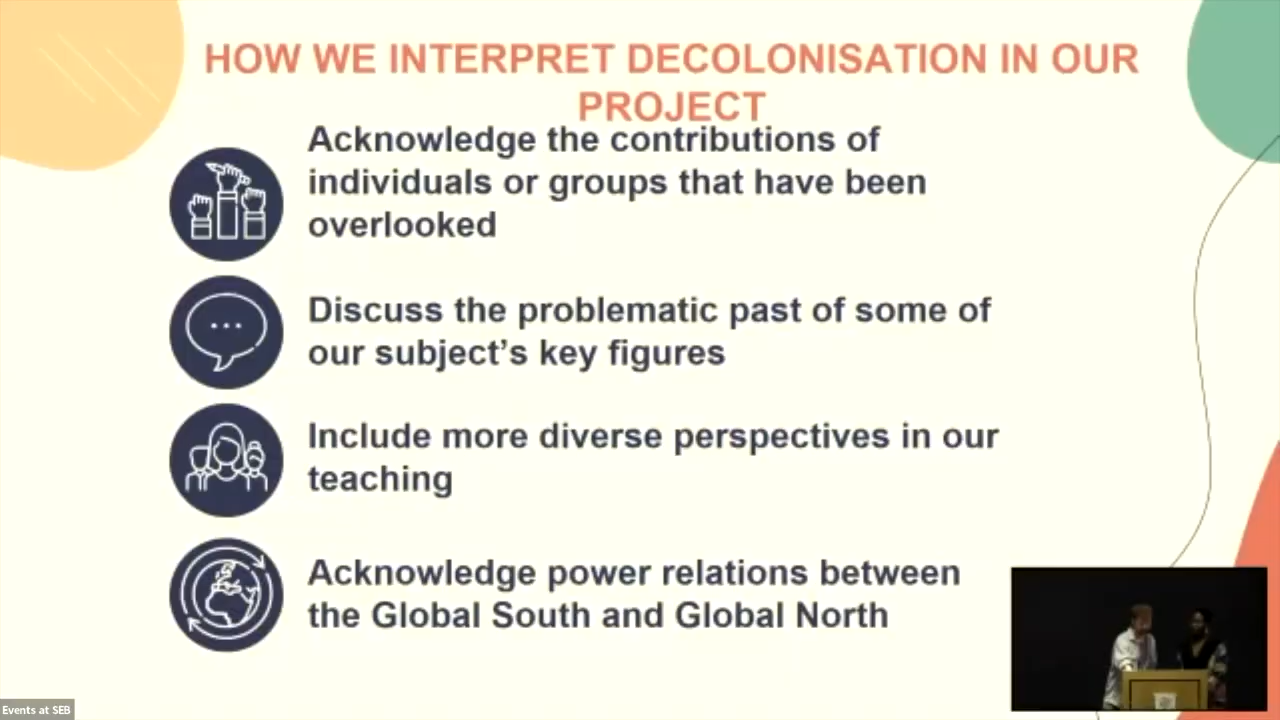 HOW WE INTERPRET DECOLONISATION IN OUR
PROJECT
Acknowledge the contributions of
individuals or groups that have been
overlooked
Discuss the problematic past of some of
our subject’s key figures
Include more diverse perspectives in our
teaching
Acknowledge power relations between
the Global South and Global North
Events at SEB